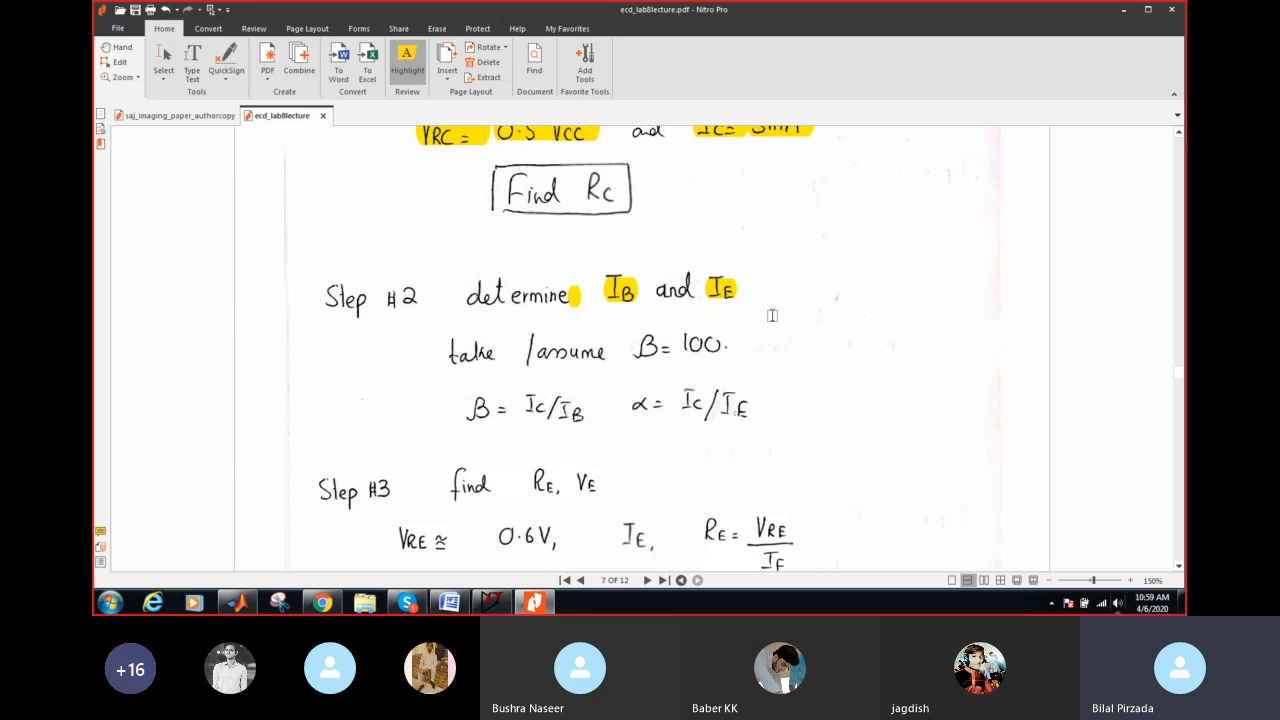 ecd_lab8lecture.pdf - Nitro Pro
File Home Convert Review Page Layout Forms Share Erase Protect Help My Favorites
Hand Edit Zoom Select Type Text QuickSign PDF Combine To Word To Excel Highlight Insert Rotate Delete Extract Find Add Tools
Tools Create Convert Review Page Layout Document Favorite Tools
saj_imaging_paper_authorcopy ecd_lab8lecture
VRC = 0.5 VCC and IC = 5mA
Find RC
Step #2 determine IB and IE
take /assume β= 100.
β = IC/IB α = IC/IE
Step #3 find RE, VE
VRE ≅ 0.6V, IE, RE = VRE/IE
7 OF 12 150%
10:59 AM
4/6/2020
+16
Bushra Naseer Baber KK jagdish Bilal Pirzada